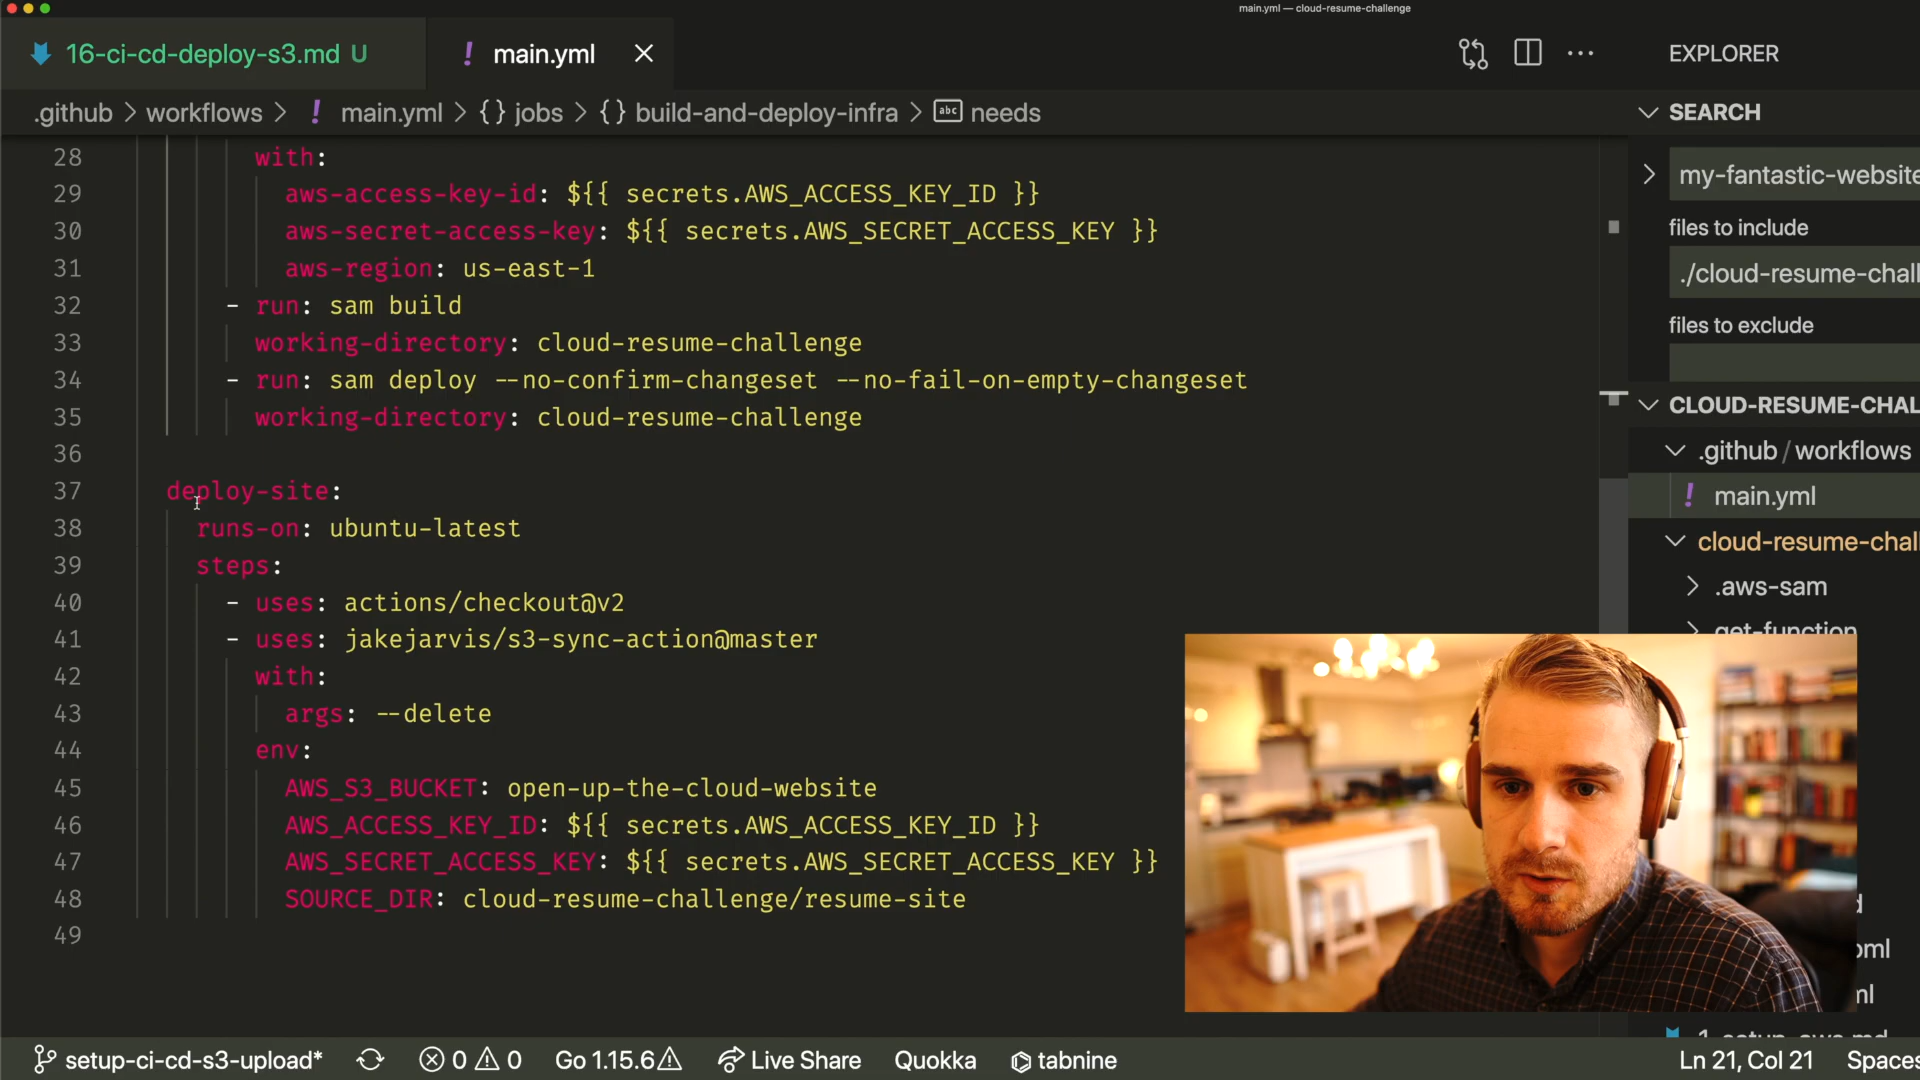 main.yml — cloud-resume-challenge
16-ci-cd-deploy-s3.md U
main.yml
EXPLORER
.github > workflows > main.yml > {} jobs > {} build-and-deploy-infra > abc needs
SEARCH
28 with:
29 aws-access-key-id: ${{ secrets.AWS_ACCESS_KEY_ID }}
30 aws-secret-access-key: ${{ secrets.AWS_SECRET_ACCESS_KEY }}
31 aws-region: us-east-1
32 - run: sam build
33 working-directory: cloud-resume-challenge
34 - run: sam deploy --no-confirm-changeset --no-fail-on-empty-changeset
35 working-directory: cloud-resume-challenge
36
37 deploy-site:
38 runs-on: ubuntu-latest
39 steps:
40 - uses: actions/checkout@v2
41 - uses: jakejarvis/s3-sync-action@master
42 with:
43 args: --delete
44 env:
45 AWS_S3_BUCKET: open-up-the-cloud-website
46 AWS_ACCESS_KEY_ID: ${{ secrets.AWS_ACCESS_KEY_ID }}
47 AWS_SECRET_ACCESS_KEY: ${{ secrets.AWS_SECRET_ACCESS_KEY }}
48 SOURCE_DIR: cloud-resume-challenge/resume-site
49
my-fantastic-website
files to include
./cloud-resume-chall
files to exclude
CLOUD-RESUME-CHAL
.github/workflows
main.yml
cloud-resume-chall
.aws-sam
get-function
1-setup-aws.md
setup-ci-cd-s3-upload* 0 0 Go 1.15.6 Live Share Quokka tabnine Ln 21, Col 21 Spaces